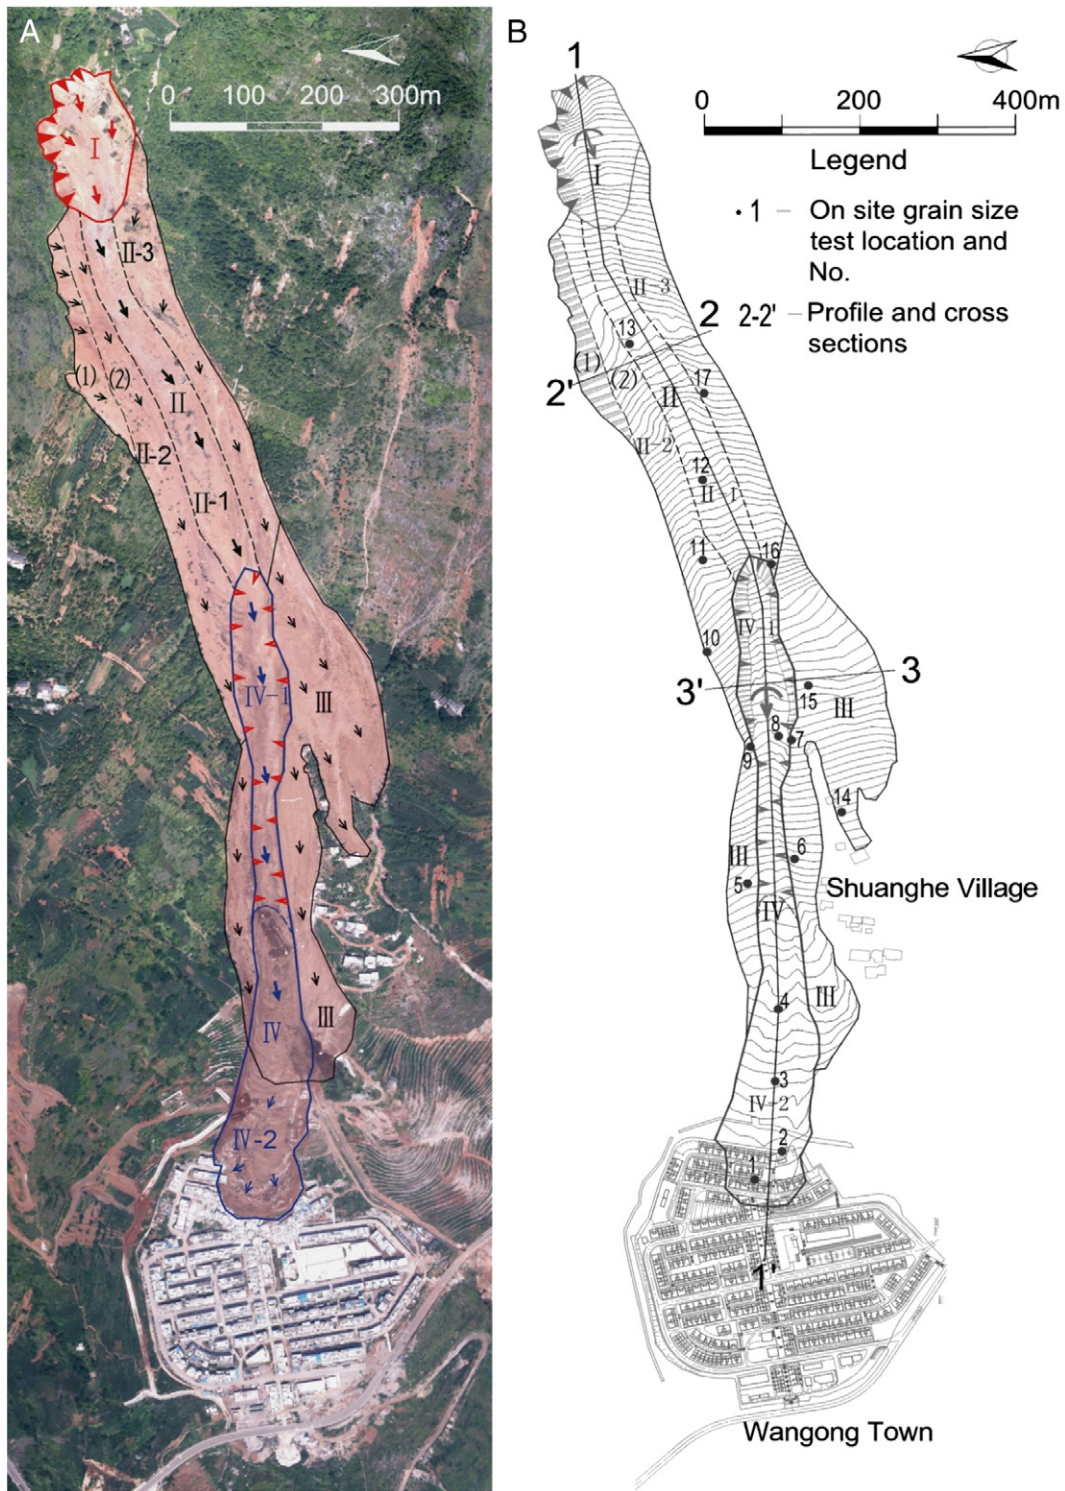 A
0 100 200 300m
I
II-3
(1) (2)
II
II-2
II-1
IV-1
III
IV
III
IV-2
B
1
0 200 400m
Legend
• 1 – On site grain size
test location and
No.
2-2' – Profile and cross
sections
I
II-3
13
2
(1)
(2)
2'
17
II
II-2
12
II-1
11
16
IV-1
10
3
3'
15
III
8
7
9
14
III
6
5
Shuanghe Village
IV
III
4
3
IV-2
2
1
1'
Wangong Town